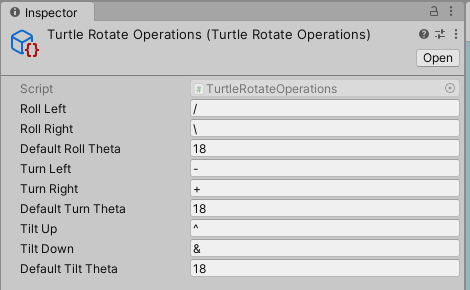 Inspector
Turtle Rotate Operations (Turtle Rotate Operations)
Open
Script TurtleRotateOperations
Roll Left /
Roll Right \
Default Roll Theta 18
Turn Left -
Turn Right +
Default Turn Theta 18
Tilt Up ^
Tilt Down &
Default Tilt Theta 18